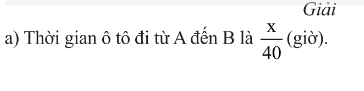 Giải
a) Thời gian ô tô đi từ A đến B là x/40 (giờ).